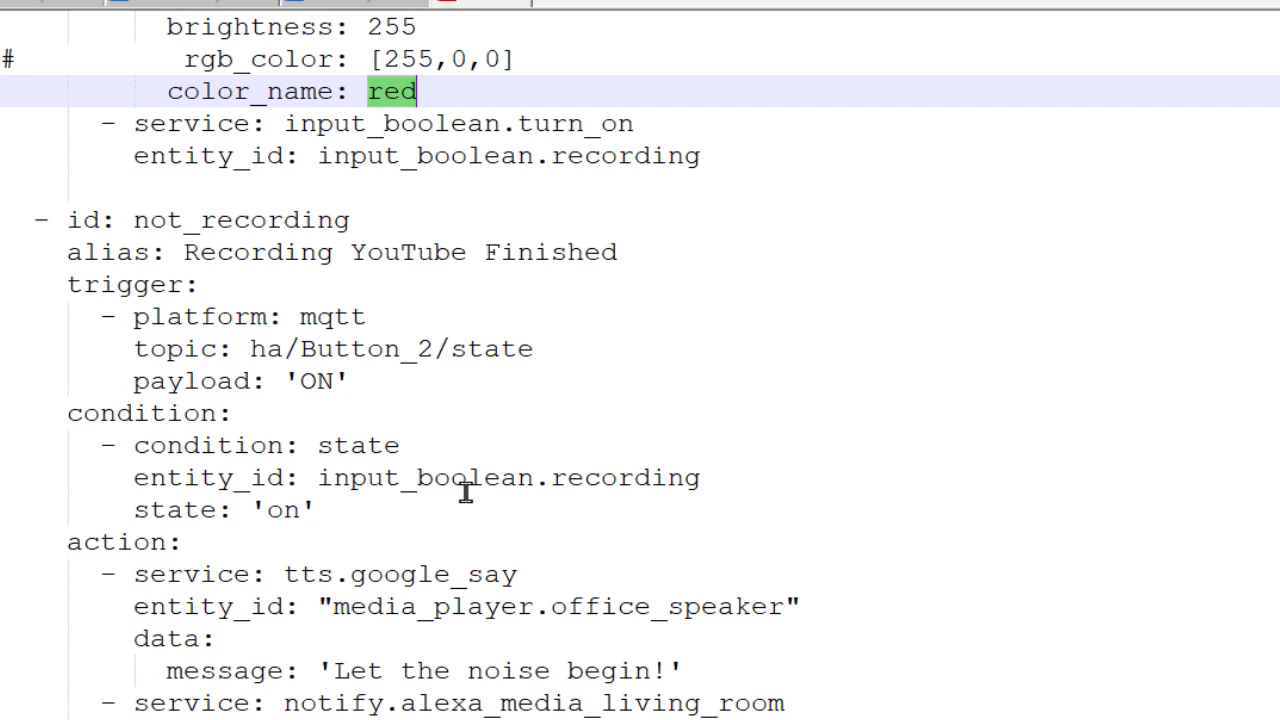 brightness: 255
# rgb_color: [255,0,0]
color_name: red
- service: input_boolean.turn_on
entity_id: input_boolean.recording
- id: not_recording
alias: Recording YouTube Finished
trigger:
- platform: mqtt
topic: ha/Button_2/state
payload: 'ON'
condition:
- condition: state
entity_id: input_boolean.recording
state: 'on'
action:
- service: tts.google_say
entity_id: "media_player.office_speaker"
data:
message: 'Let the noise begin!'
- service: notify.alexa_media_living_room